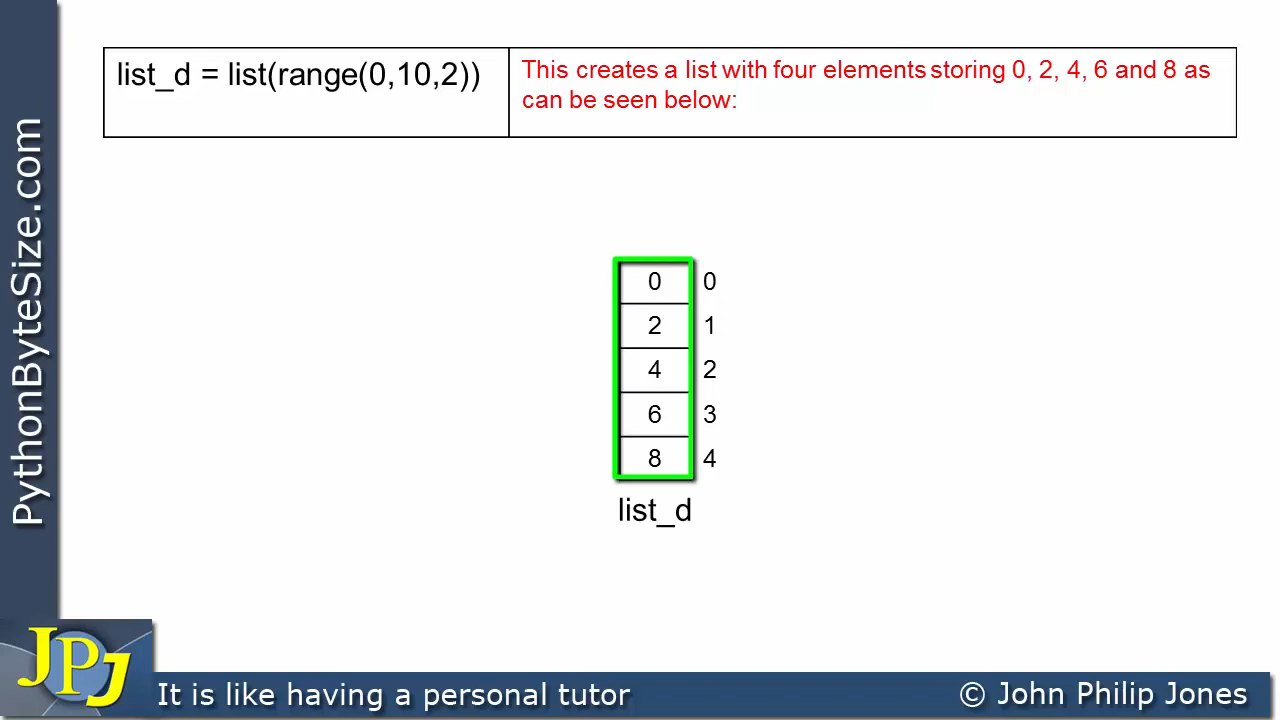 list_d = list(range(0,10,2))
This creates a list with four elements storing 0, 2, 4, 6 and 8 as
can be seen below:
PythonByteSize.com
0 0
2 1
4 2
6 3
8 4
list_d
JPJ
It is like having a personal tutor
© John Philip Jones